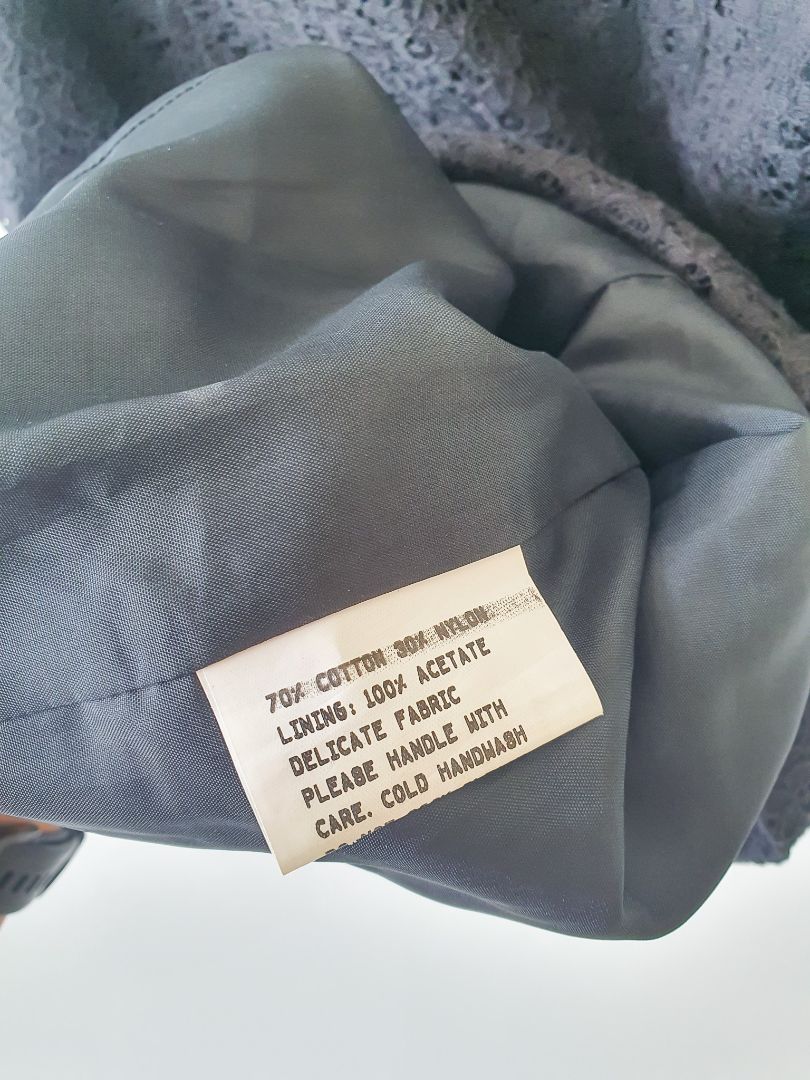 70% COTTON 30% NYLON
LINING: 100% ACETATE
DELICATE FABRIC
PLEASE HANDLE WITH
CARE. COLD HANDWASH